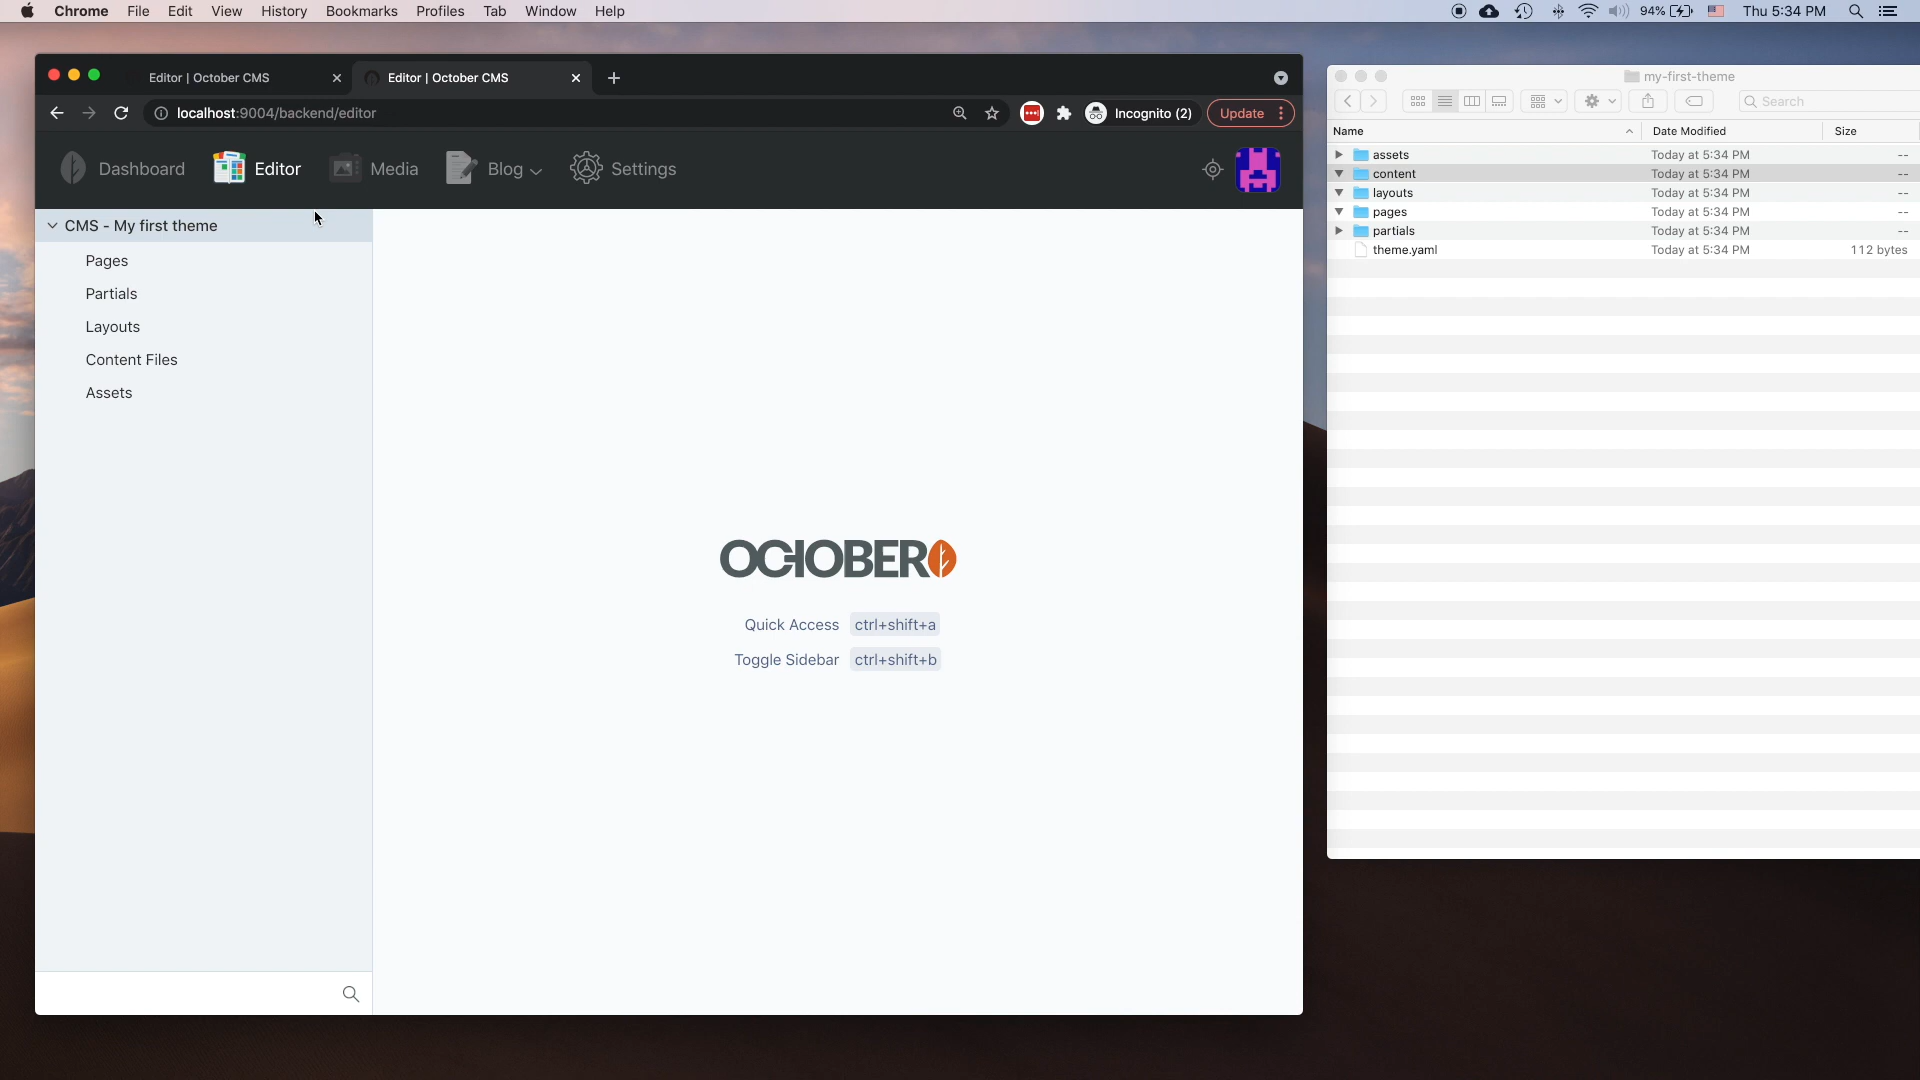 Chrome File Edit View History Bookmarks Profiles Tab Window Help
94% Thu 5:34 PM
Editor | October CMS
Editor | October CMS
localhost:9004/backend/editor
Incognito (2)
Update
Dashboard
Editor
Media
Blog
Settings
CMS - My first theme
Pages
Partials
Layouts
Content Files
Assets
OCTOBER
Quick Access ctrl+shift+a
Toggle Sidebar ctrl+shift+b
my-first-theme
Search
Name Date Modified Size
assets Today at 5:34 PM --
content Today at 5:34 PM --
layouts Today at 5:34 PM --
pages Today at 5:34 PM --
partials Today at 5:34 PM --
theme.yaml Today at 5:34 PM 112 bytes